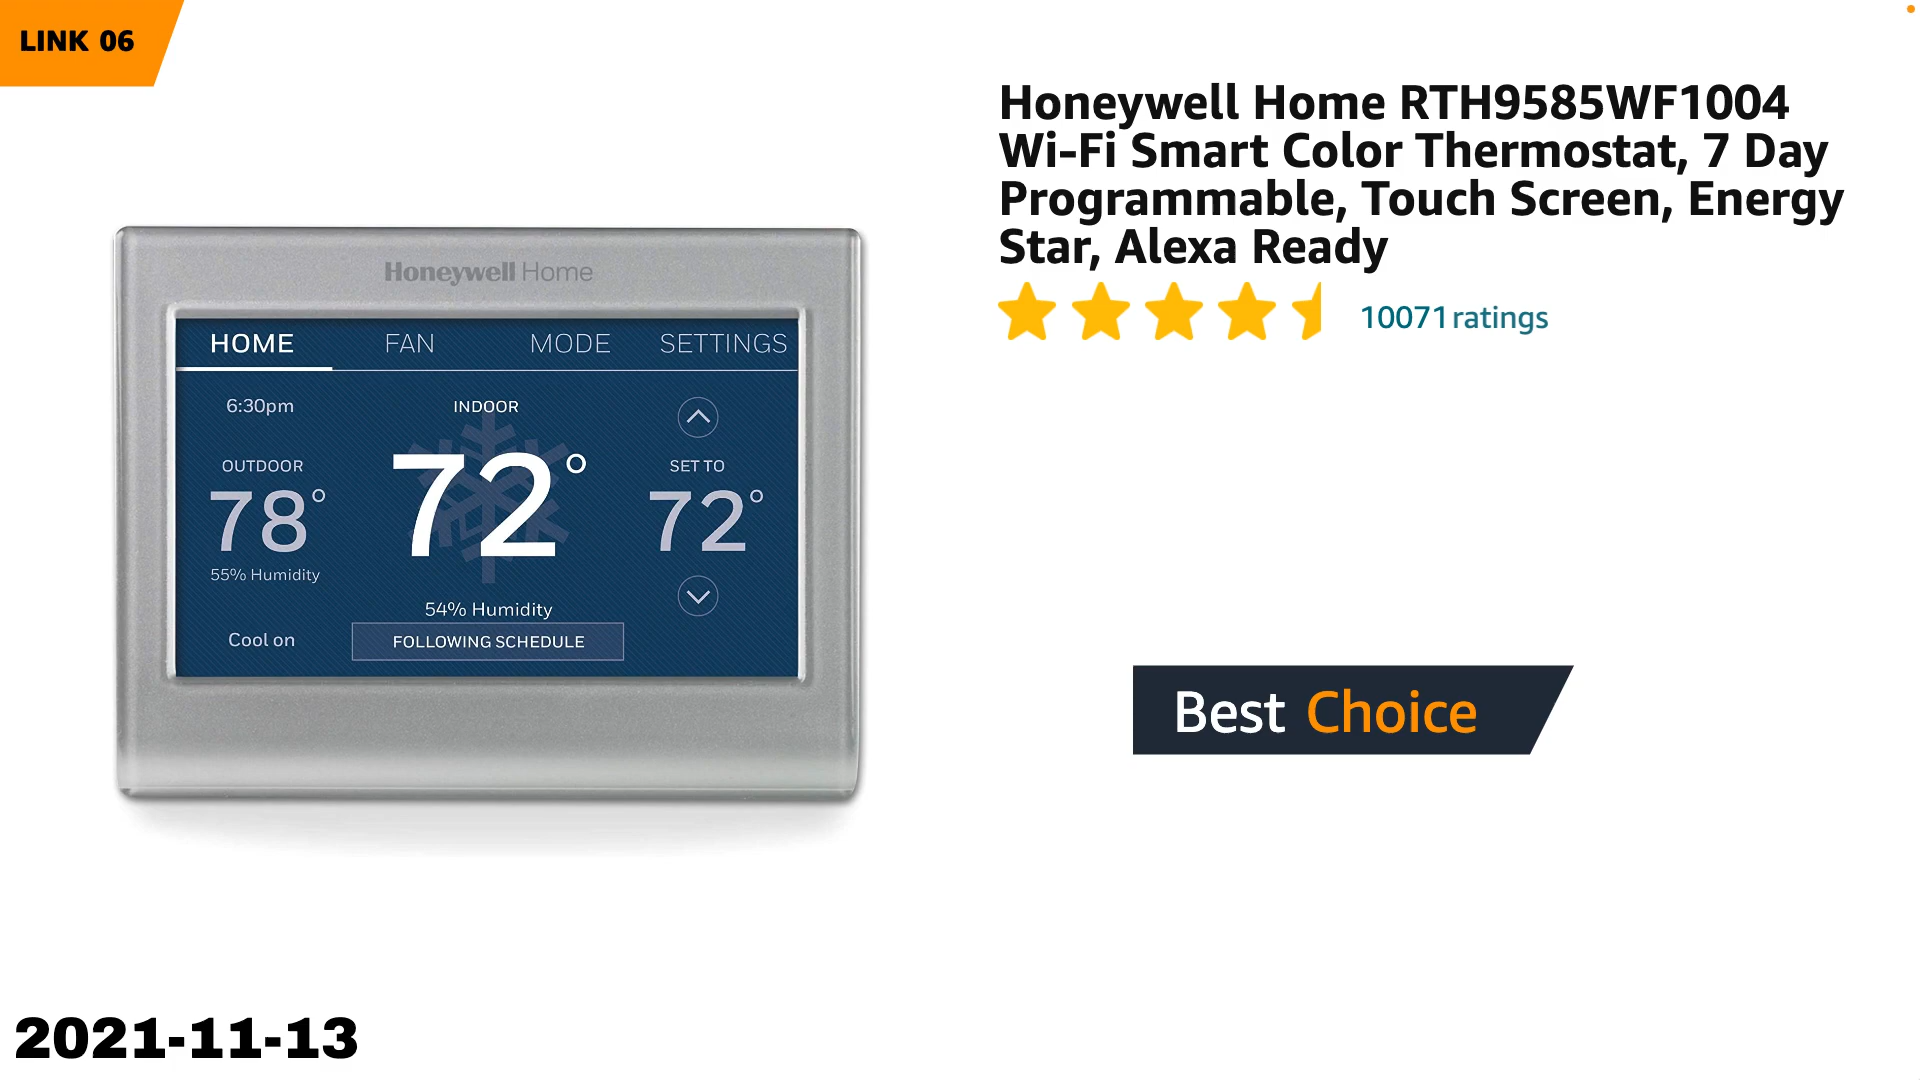 LINK 06
Honeywell Home RTH9585WF1004
Wi-Fi Smart Color Thermostat, 7 Day
Programmable, Touch Screen, Energy
Star, Alexa Ready
10071 ratings
Honeywell Home
HOME FAN MODE SETTINGS
6:30pm
OUTDOOR
78°
55% Humidity
Cool on
INDOOR
72°
54% Humidity
FOLLOWING SCHEDULE
SET TO
72°
Best Choice
2021-11-13